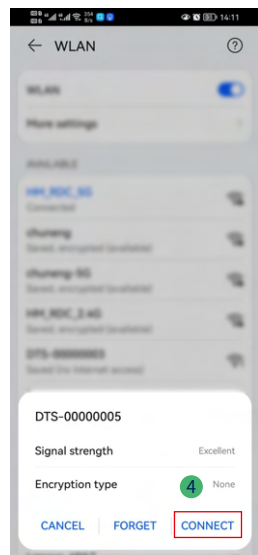 354
B/s
14:11
WLAN
WLAN
More settings
AVAILABLE
HM_RDC_5G
Connected
chuneng
Saved, encrypted (available)
chuneng-5G
Saved, encrypted (available)
HM_RDC_2.4G
Saved, encrypted (available)
DTS-00000003
Saved (no Internet access)
DTS-00000005
Signal strength Excellent
Encryption type 4 None
CANCEL FORGET CONNECT